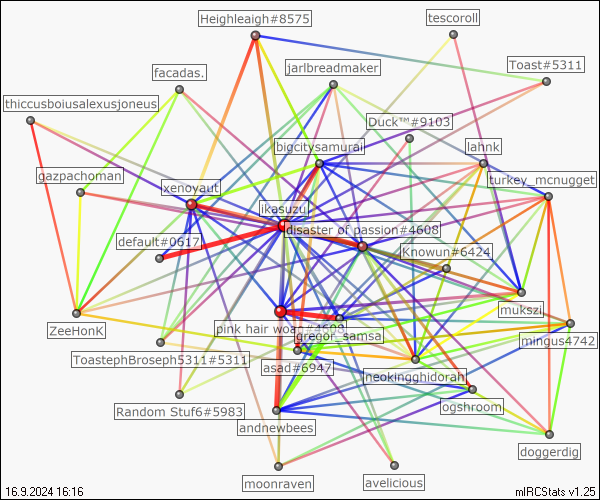 Heighleaigh#8575
tescoroll
Toast#5311
jarlbreadmaker
facadas.
thiccusboiusalexusjoneus
Duck™#9103
bigcitysamurai
lahnk
gazpachoman
turkey_mcnugget
xenoyaut
ikasuzu
disaster of passion#4608
default#0617
Knowun#6424
mukszi
ZeeHonK
pink hair woa #4608
gregor_samsa
mingus4742
ToastephBroseph5311#5311
asad#6947
neokingghidorah
Random Stuf6#5983
ogshroom
andnewbees
doggerdig
moonraven
avelicious
16.9.2024 16:16
mIRCStats v1.25